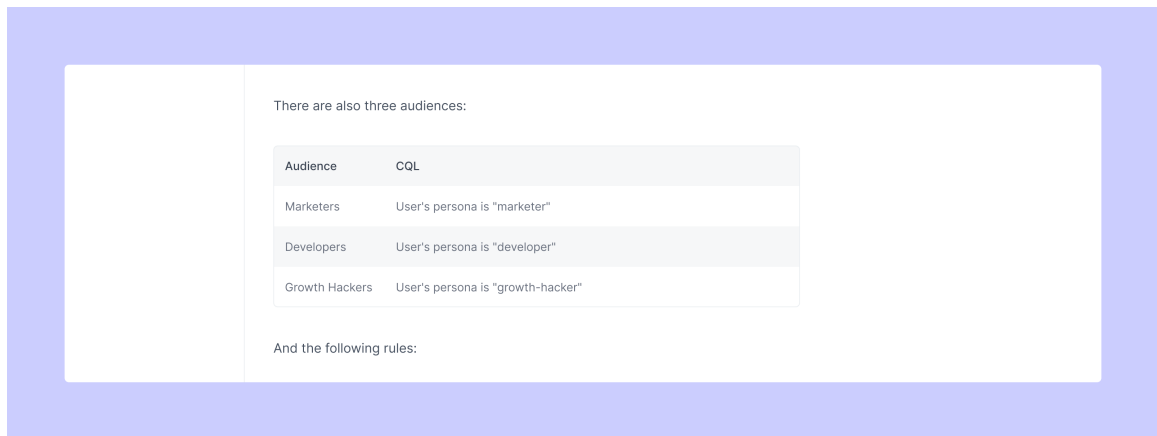 There are also three audiences:
Audience CQL
Marketers User's persona is "marketer"
Developers User's persona is "developer"
Growth Hackers User's persona is "growth-hacker"
And the following rules: